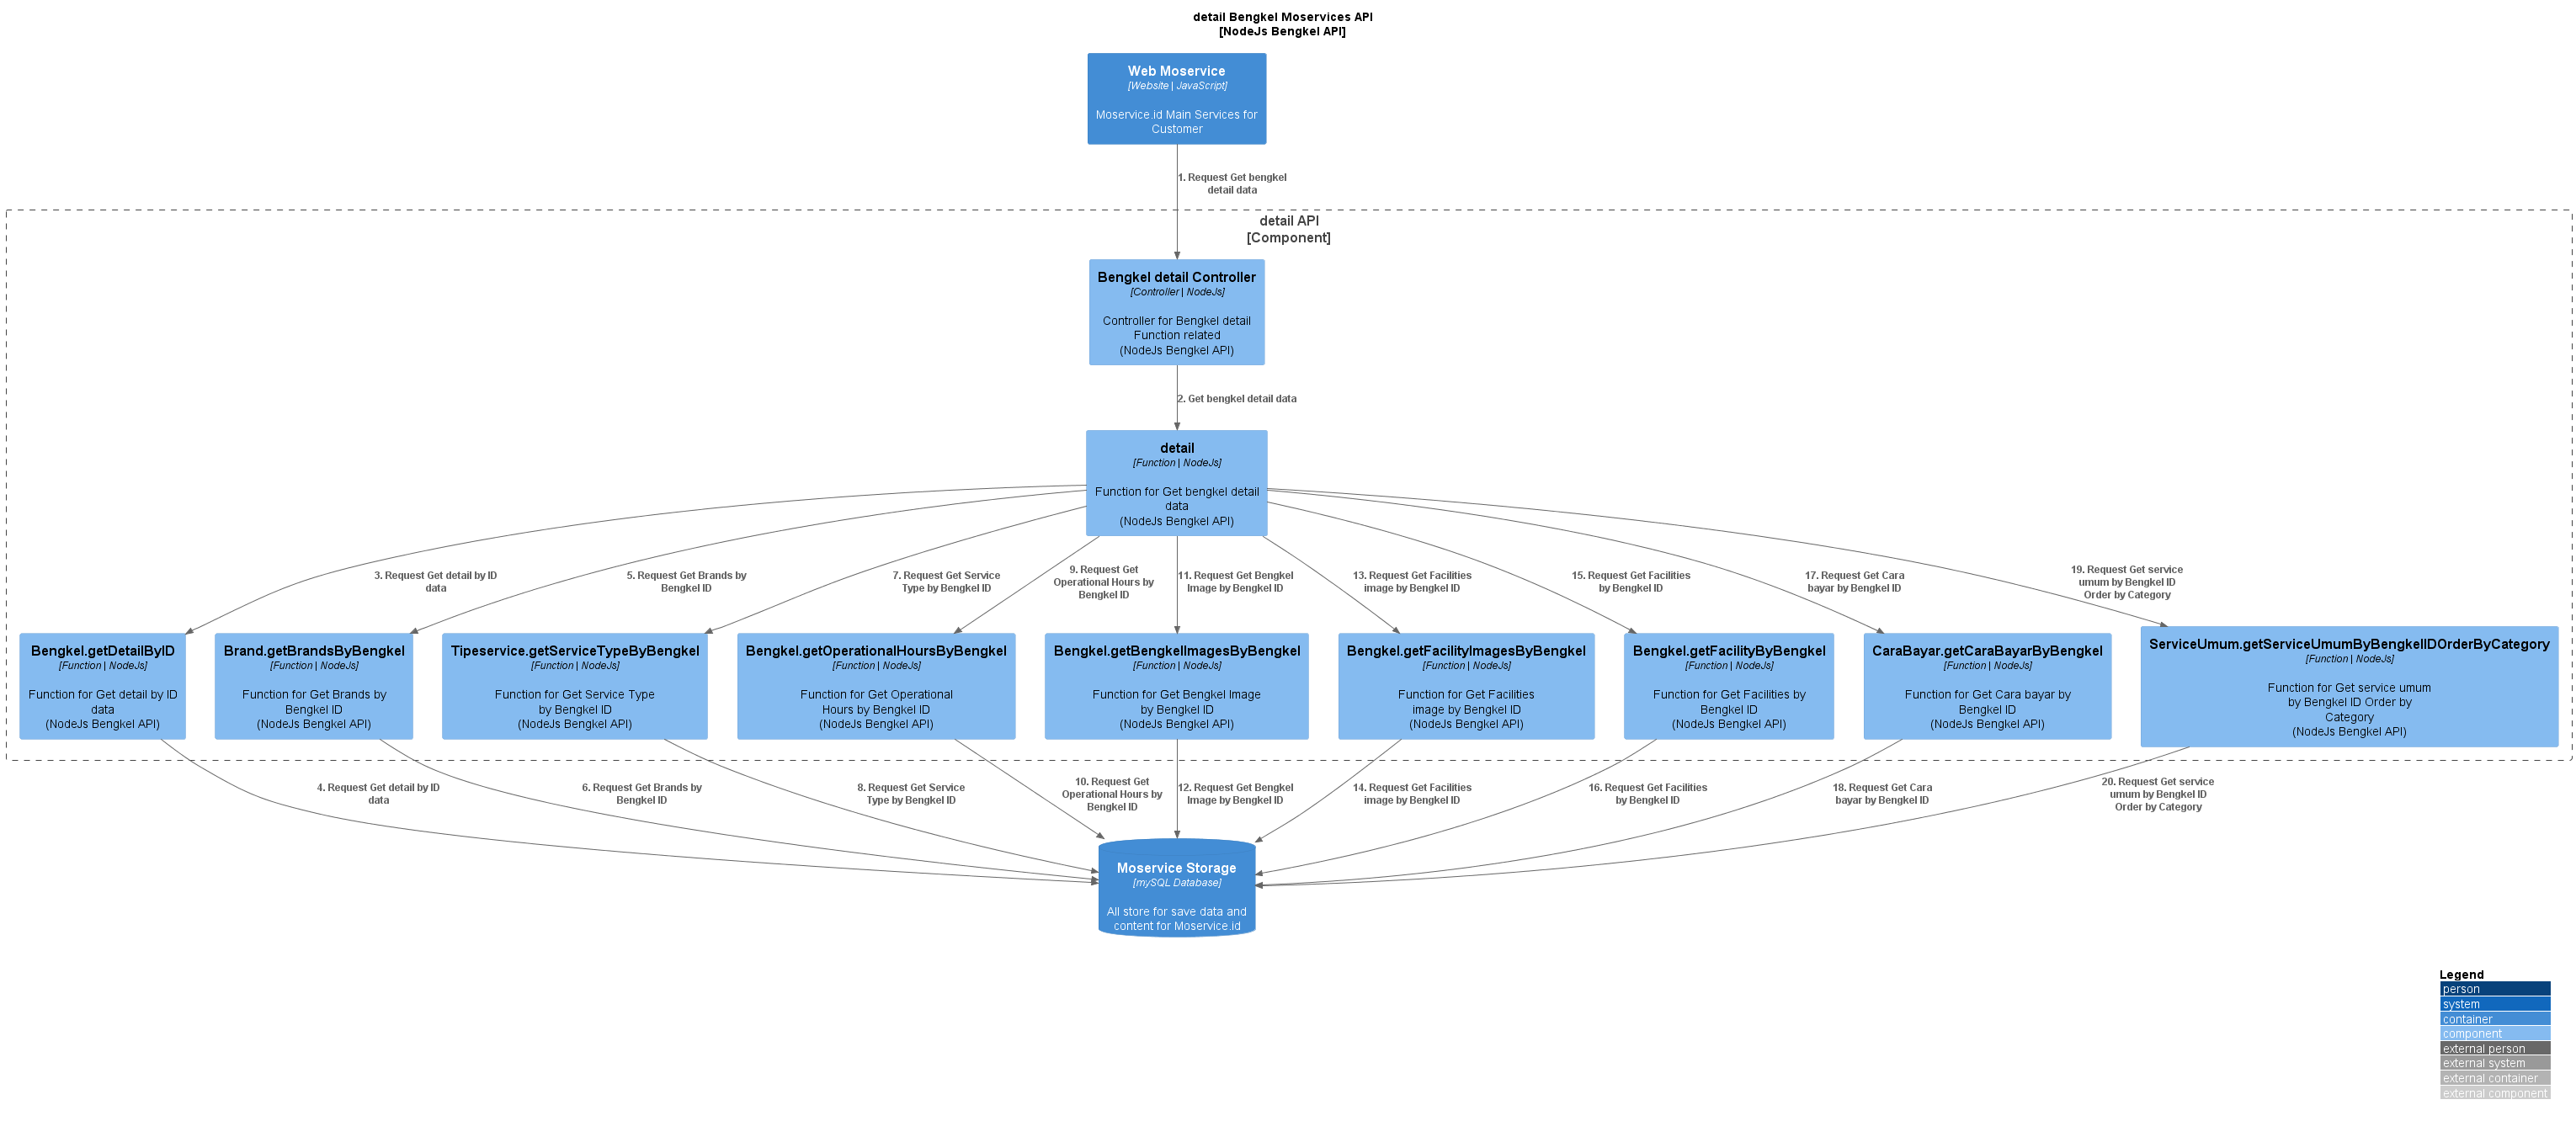 detail Bengkel Moservices API
[NodeJs Bengkel API]
Web Moservice
[Website | JavaScript]
Moservice.id Main Services for
Customer
1. Request Get bengkel
detail data
detail API
[Component]
Bengkel detail Controller
[Controller | NodeJs]
Controller for Bengkel detail
Function related
(NodeJs Bengkel API)
2. Get bengkel detail data
detail
[Function | NodeJs]
Function for Get bengkel detail
data
(NodeJs Bengkel API)
3. Request Get detail by ID
data
5. Request Get Brands by
Bengkel ID
7. Request Get Service
Type by Bengkel ID
9. Request Get
Operational Hours by
Bengkel ID
11. Request Get Bengkel
Image by Bengkel ID
13. Request Get Facilities
image by Bengkel ID
15. Request Get Facilities
by Bengkel ID
17. Request Get Cara
bayar by Bengkel ID
19. Request Get service
umum by Bengkel ID
Order by Category
Bengkel.getDetailByID
[Function | NodeJs]
Function for Get detail by ID
data
(NodeJs Bengkel API)
Brand.getBrandsByBengkel
[Function | NodeJs]
Function for Get Brands by
Bengkel ID
(NodeJs Bengkel API)
Tipeservice.getServiceTypeByBengkel
[Function | NodeJs]
Function for Get Service Type
by Bengkel ID
(NodeJs Bengkel API)
Bengkel.getOperationalHoursByBengkel
[Function | NodeJs]
Function for Get Operational
Hours by Bengkel ID
(NodeJs Bengkel API)
Bengkel.getBengkelImagesByBengkel
[Function | NodeJs]
Function for Get Bengkel Image
by Bengkel ID
(NodeJs Bengkel API)
Bengkel.getFacilityImagesByBengkel
[Function | NodeJs]
Function for Get Facilities
image by Bengkel ID
(NodeJs Bengkel API)
Bengkel.getFacilityByBengkel
[Function | NodeJs]
Function for Get Facilities by
Bengkel ID
(NodeJs Bengkel API)
CaraBayar.getCaraBayarByBengkel
[Function | NodeJs]
Function for Get Cara bayar by
Bengkel ID
(NodeJs Bengkel API)
ServiceUmum.getServiceUmumByBengkelIDOrderByCategory
[Function | NodeJs]
Function for Get service umum
by Bengkel ID Order by
Category
(NodeJs Bengkel API)
4. Request Get detail by ID
data
6. Request Get Brands by
Bengkel ID
8. Request Get Service
Type by Bengkel ID
10. Request Get
Operational Hours by
Bengkel ID
12. Request Get Bengkel
Image by Bengkel ID
14. Request Get Facilities
image by Bengkel ID
16. Request Get Facilities
by Bengkel ID
18. Request Get Cara
bayar by Bengkel ID
20. Request Get service
umum by Bengkel ID
Order by Category
Moservice Storage
[mySQL Database]
All store for save data and
content for Moservice.id
Legend
person
system
container
component
external person
external system
external container
external component